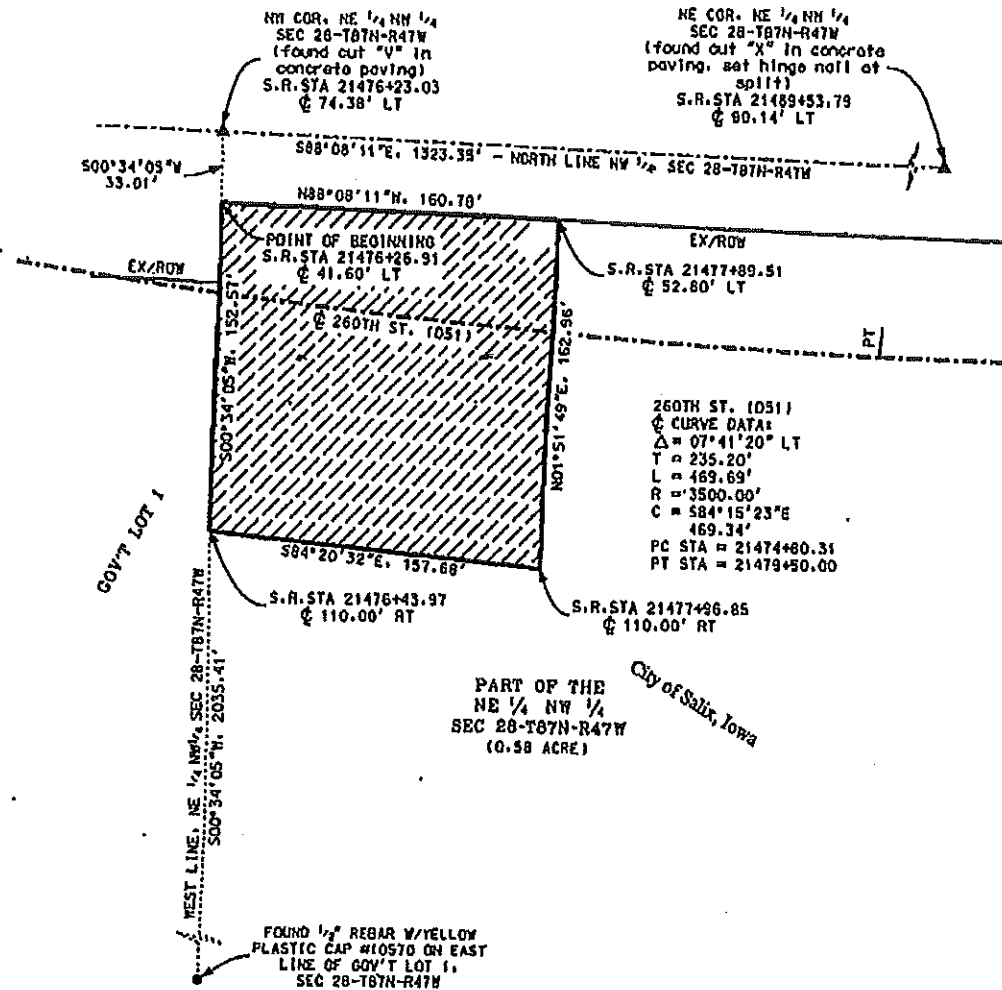 NW COR. NE 1/4 NW 1/4
SEC 28-T87N-R47W
(found cut "V" in
concrete paving)
S.R.STA 21476+23.03
℄ 74.38' LT
NE COR. NE 1/4 NW 1/4
SEC 28-T87N-R47W
(found cut "X" in concrete
paving. set hinge nail at
split)
S.R.STA 21489+53.79
℄ 90.14' LT
S88°08'11"E. 1323.35' - NORTH LINE NW 1/4 SEC 28-T87N-R47W
S00°34'05"W
33.01'
N88°08'11"W. 160.78'
POINT OF BEGINNING
S.R.STA 21476+26.91
℄ 41.60' LT
EX/ROW
EX/ROW
S.R.STA 21477+89.51
℄ 52.80' LT
℄ 260TH ST. (D51)
PT
S00°34'05"W. 152.57'
N01°51'49"E. 162.96'
260TH ST. (D51)
℄ CURVE DATA:
Δ = 07°41'20" LT
T = 235.20'
L = 469.69'
R = 3500.00'
C = S84°15'23"E
469.34'
PC STA = 21474+80.31
PT STA = 21479+50.00
GOV'T LOT 1
S84°20'32"E. 157.68'
S.R.STA 21476+43.97
℄ 110.00' RT
S.R.STA 21477+96.85
℄ 110.00' RT
PART OF THE
NE 1/4 NW 1/4
SEC 28-T87N-R47W
(0.58 ACRE)
City of Salix, Iowa
WEST LINE. NE 1/4 NW 1/4 SEC 28-T87N-R47W
S00°34'05"W. 2035.41'
FOUND 1/2" REBAR W/YELLOW
PLASTIC CAP #10570 ON EAST
LINE OF GOV'T LOT 1.
SEC 28-T87N-R47W